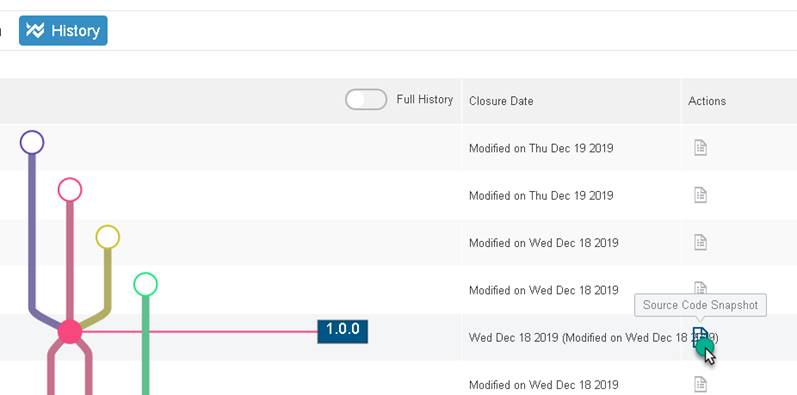 History
Full History Closure Date Actions
Modified on Thu Dec 19 2019
Modified on Thu Dec 19 2019
Modified on Wed Dec 18 2019
Modified on Wed Dec 18 2019
Source Code Snapshot
1.0.0 Wed Dec 18 2019 (Modified on Wed Dec 18 2019)
Modified on Wed Dec 18 2019